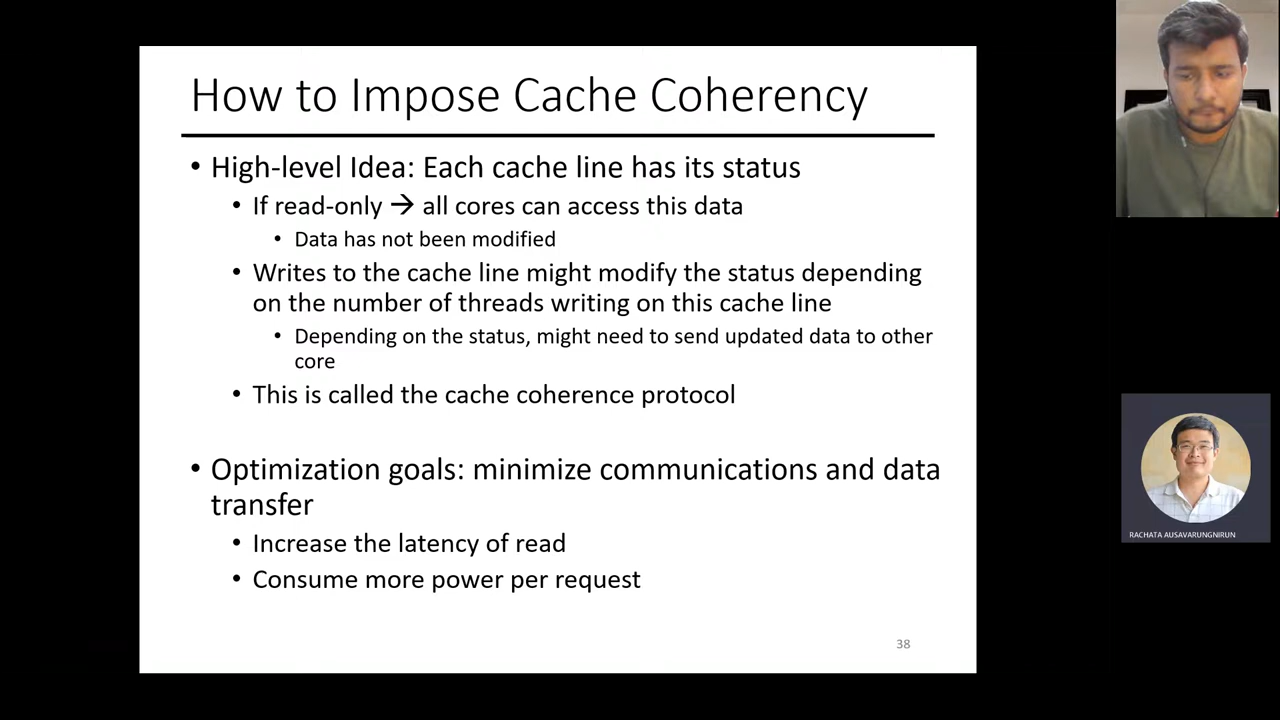 How to Impose Cache Coherency
• High-level Idea: Each cache line has its status
• If read-only → all cores can access this data
• Data has not been modified
• Writes to the cache line might modify the status depending
on the number of threads writing on this cache line
• Depending on the status, might need to send updated data to other
core
• This is called the cache coherence protocol
• Optimization goals: minimize communications and data
transfer
• Increase the latency of read
• Consume more power per request
38
RACHATA AUSAVARUNGNIRUN